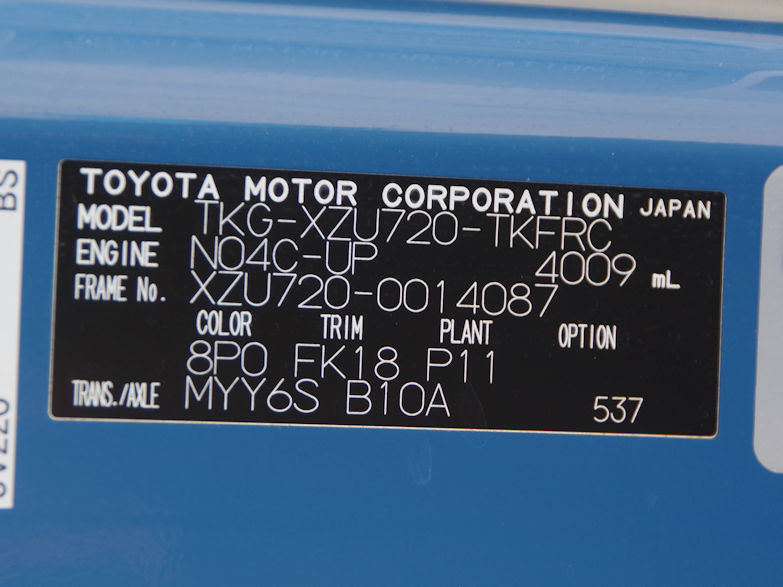 TOYOTA MOTOR CORPORATION JAPAN
MODEL TKG-XZU720-TKFRC
ENGINE N04C-UP 4009 mL
FRAME No. XZU720-0014087
COLOR TRIM PLANT OPTION
8P0 FK18 P11
TRANS./AXLE MYY6S B10A 537
BS